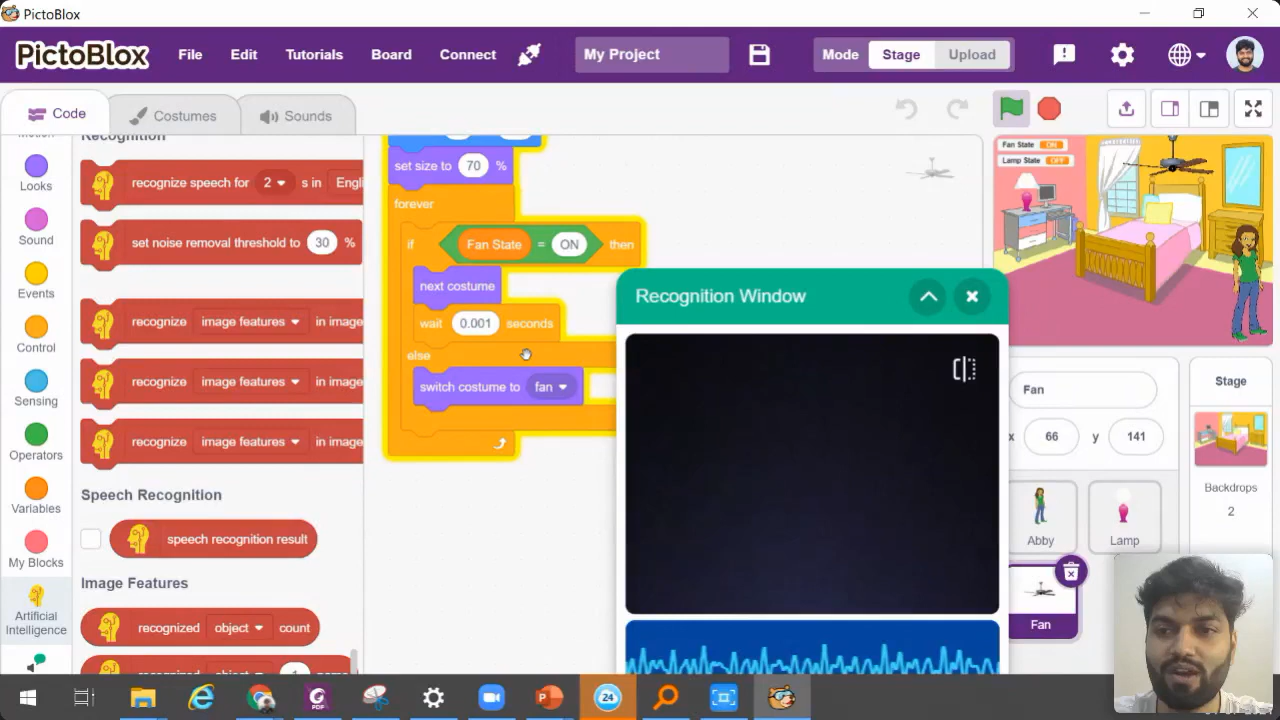 PictoBlox
PictoBlox
File
Edit
Tutorials
Board
Connect
My Project
Mode
Stage
Upload
Code
Costumes
Sounds
Looks
Sound
Events
Control
Sensing
Operators
Variables
My Blocks
Artificial
Intelligence
Recognition
recognize speech for 2 s in Engl
set noise removal threshold to 30 %
recognize image features in image
recognize image features in image
recognize image features in image
Speech Recognition
speech recognition result
Image Features
recognized object count
set size to 70 %
forever
if Fan State = ON then
next costume
wait 0.001 seconds
else
switch costume to fan
Recognition Window
Fan State ON
Lamp State OFF
Fan
x 66 y 141
Abby
Lamp
Fan
Stage
Backdrops
2
PDF
24